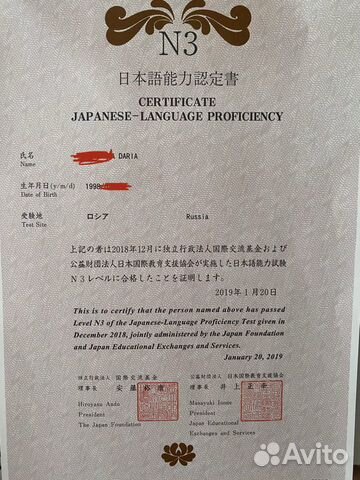 N3
日本語能力認定書
CERTIFICATE
JAPANESE-LANGUAGE PROFICIENCY
氏名
Name
DARIA
生年月日(y/m/d)
Date of Birth
1998
受験地
Test Site
ロシア
Russia
上記の者は2018年12月に独立行政法人国際交流基金および
公益財団法人日本国際教育支援協会が実施した日本語能力試験
N3レベルに合格したことを証明します。
2019年1月20日
This is to certify that the person named above has passed
Level N3 of the Japanese-Language Proficiency Test given in
December 2018, jointly administered by the Japan Foundation
and Japan Educational Exchanges and Services.
January 20, 2019
独立行政法人 国際交流基金
理事長 安藤裕康
Hiroyasu Ando
President
The Japan Foundation
公益財団法人 日本国際教育支援協会
理事長 井上正幸
Masayuki Inoue
President
Japan Educational
Exchanges and Services
Avito